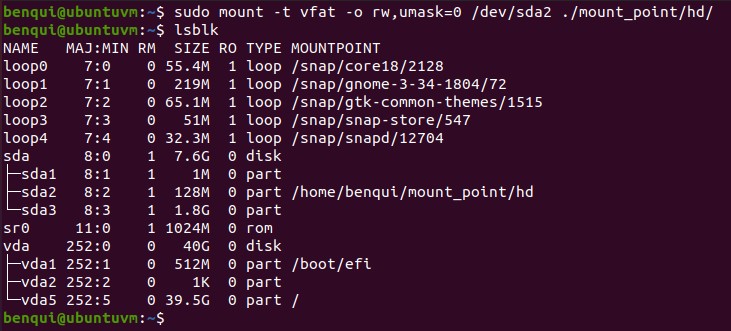 benqui@ubuntuvm:~$ sudo mount -t vfat -o rw,umask=0 /dev/sda2 ./mount_point/hd/
benqui@ubuntuvm:~$ lsblk
NAME   MAJ:MIN RM  SIZE RO TYPE MOUNTPOINT
loop0    7:0    0 55.4M  1 loop /snap/core18/2128
loop1    7:1    0  219M  1 loop /snap/gnome-3-34-1804/72
loop2    7:2    0 65.1M  1 loop /snap/gtk-common-themes/1515
loop3    7:3    0   51M  1 loop /snap/snap-store/547
loop4    7:4    0 32.3M  1 loop /snap/snapd/12704
sda      8:0    1  7.6G  0 disk
├─sda1   8:1    1    1M  0 part
├─sda2   8:2    1  128M  0 part /home/benqui/mount_point/hd
└─sda3   8:3    1  1.8G  0 part
sr0     11:0    1 1024M  0 rom
vda    252:0    0   40G  0 disk
├─vda1 252:1    0  512M  0 part /boot/efi
├─vda2 252:2    0    1K  0 part
└─vda5 252:5    0 39.5G  0 part /
benqui@ubuntuvm:~$